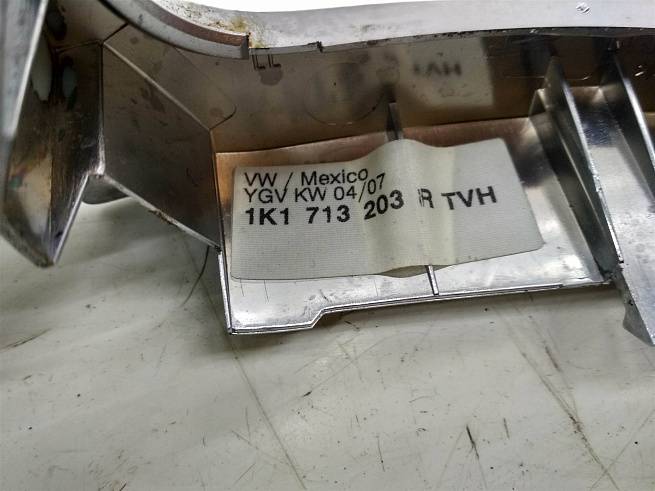 VW / Mexico
YGV KW 04/07
1K1 713 203 R TVH